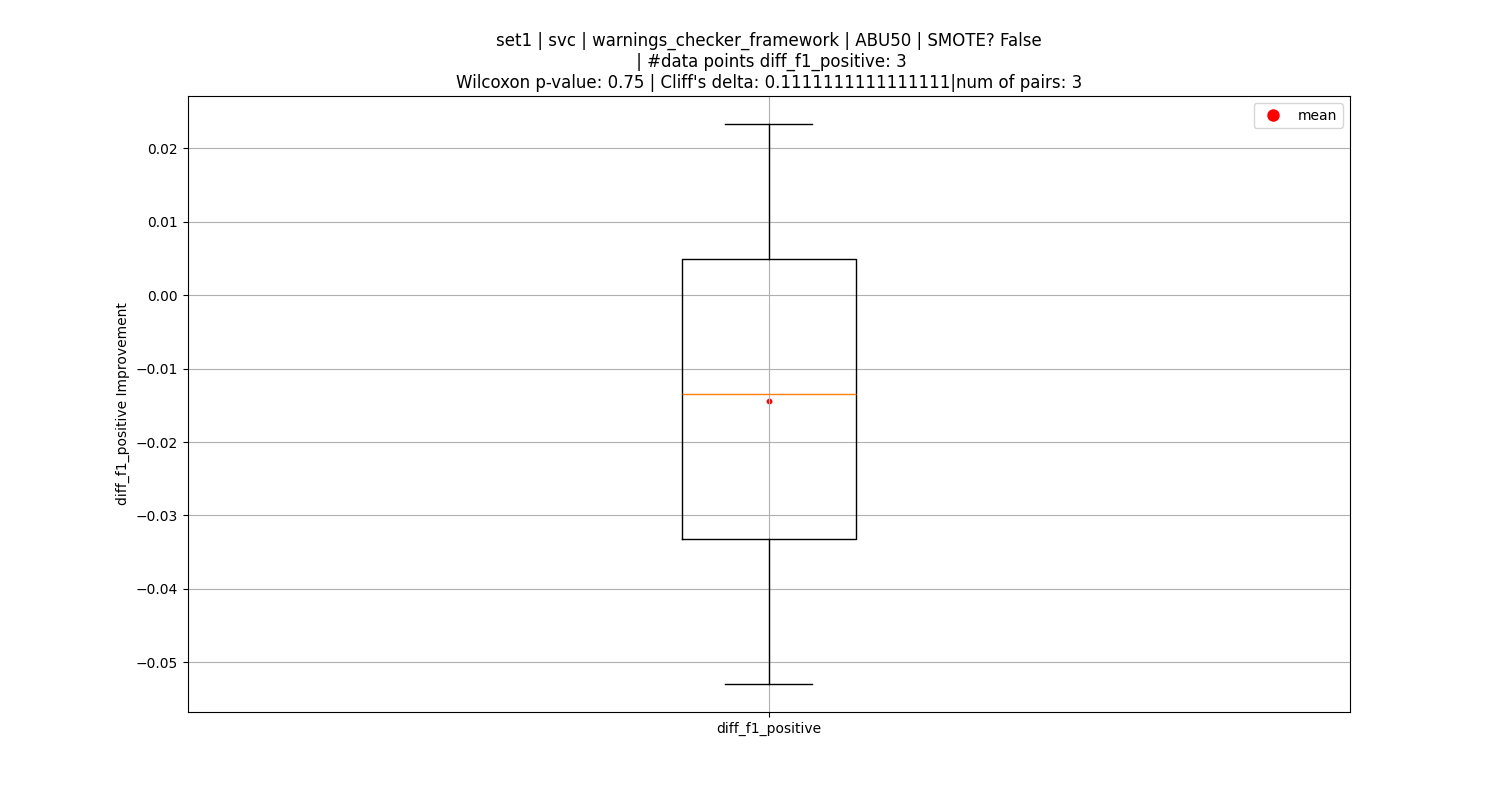 set1 | svc | warnings_checker_framework | ABU50 | SMOTE? False
| #data points diff_f1_positive: 3
Wilcoxon p-value: 0.75 | Cliff's delta: 0.1111111111111111|num of pairs: 3
mean
0.02
0.01
0.00
−0.01
−0.02
−0.03
−0.04
−0.05
diff_f1_positive Improvement
diff_f1_positive